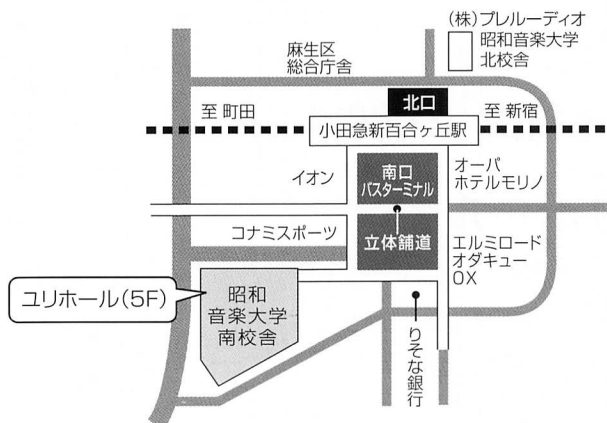 (株)プレルーディオ
昭和音楽大学
北校舎
麻生区
総合庁舎
北口
至 町田
至 新宿
小田急新百合ヶ丘駅
イオン
南口
バスターミナル
オーパ
ホテルモリノ
コナミスポーツ
立体舗道
エルミロード
オダキュー
OX
ユリホール(5F)
昭和
音楽大学
南校舎
りそな銀行